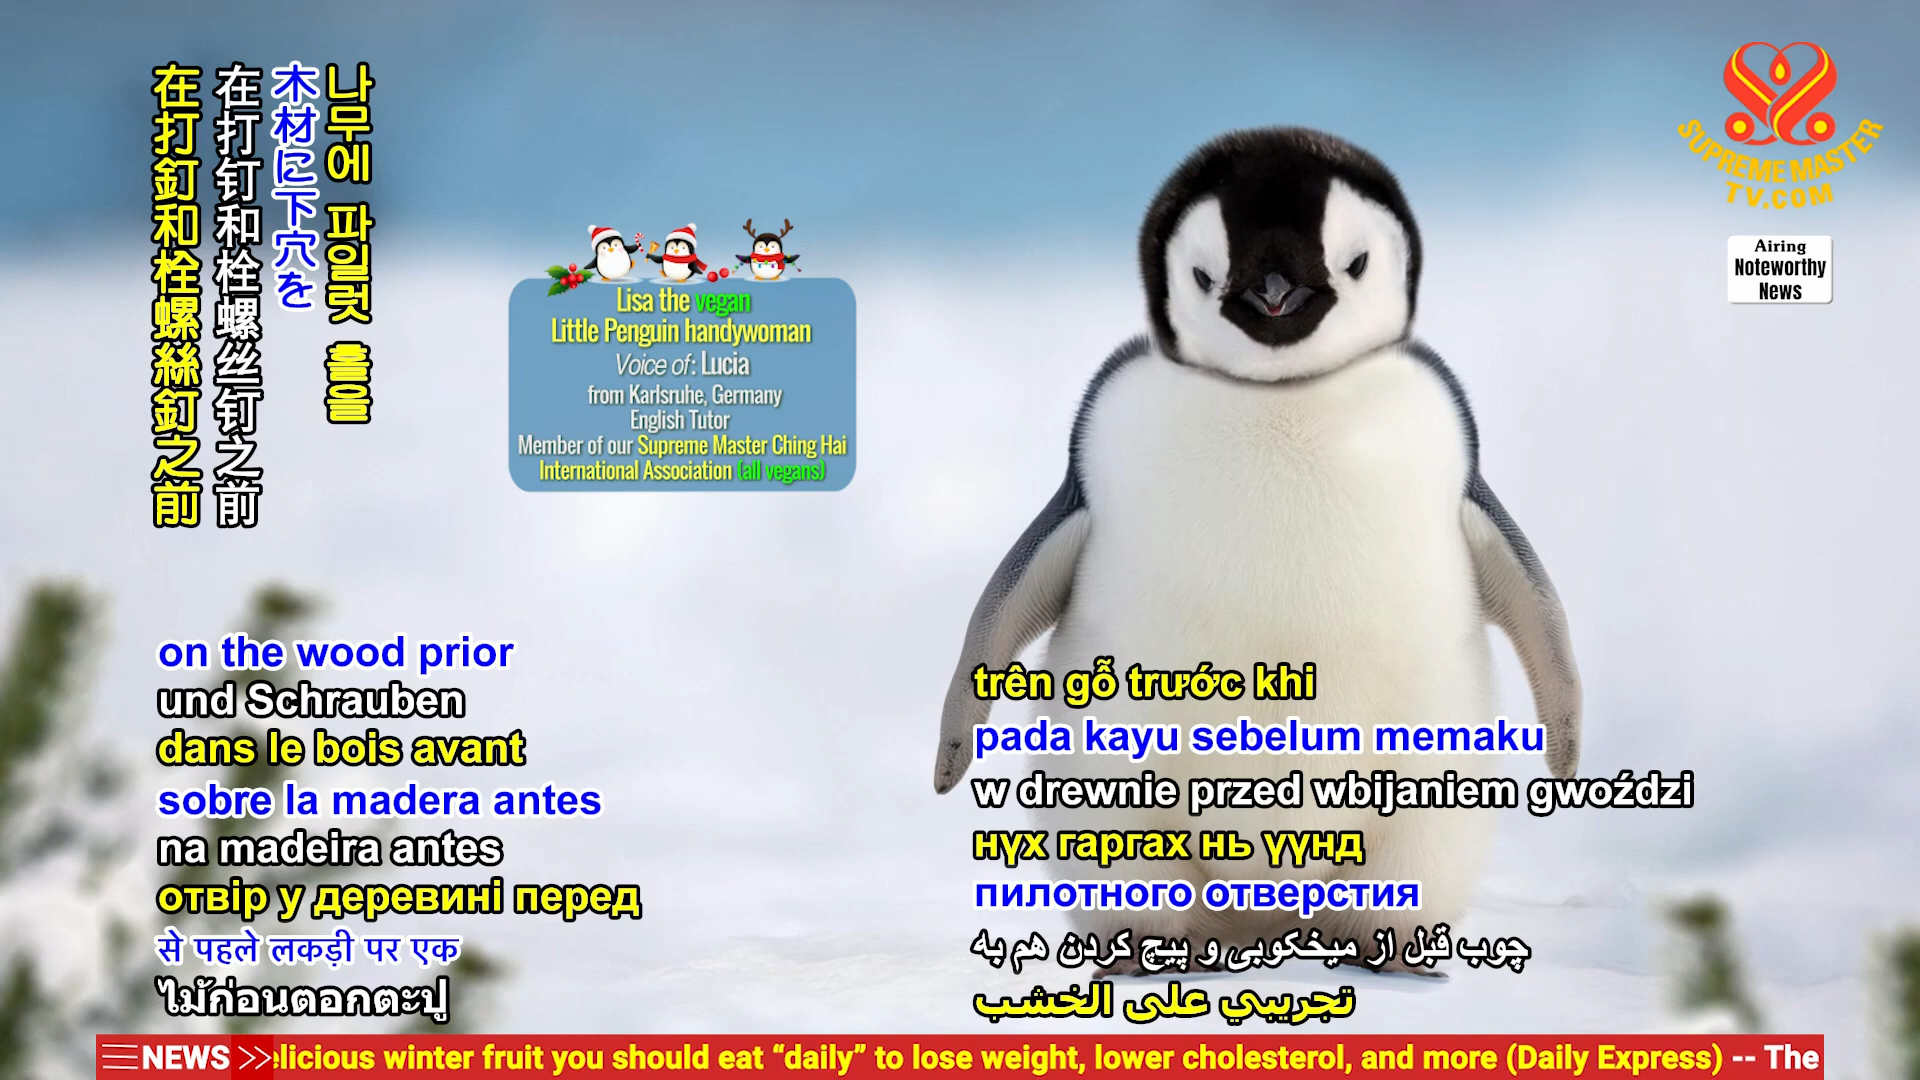 在打釘和栓螺絲釘之前
在打钉和栓螺丝钉之前
木材に下穴を
나무에 파일럿 홀을
SUPREME MASTER
TV.COM
Airing
Noteworthy
News
Lisa the vegan
Little Penguin handywoman
Voice of: Lucia
from Karlsruhe, Germany
English Tutor
Member of our Supreme Master Ching Hai
International Association (all vegans)
on the wood prior
und Schrauben
dans le bois avant
sobre la madera antes
na madeira antes
отвір у деревині перед
से पहले लकड़ी पर एक
ไม้ก่อนตอกตะปู
trên gỗ trước khi
pada kayu sebelum memaku
w drewnie przed wbijaniem gwoździ
нүх гаргах нь үүнд
пилотного отверстия
چوب قبل از میخکوبی و پیچ کردن هم به
تجريبي على الخشب
NEWS >> elicious winter fruit you should eat “daily” to lose weight, lower cholesterol, and more (Daily Express) -- The